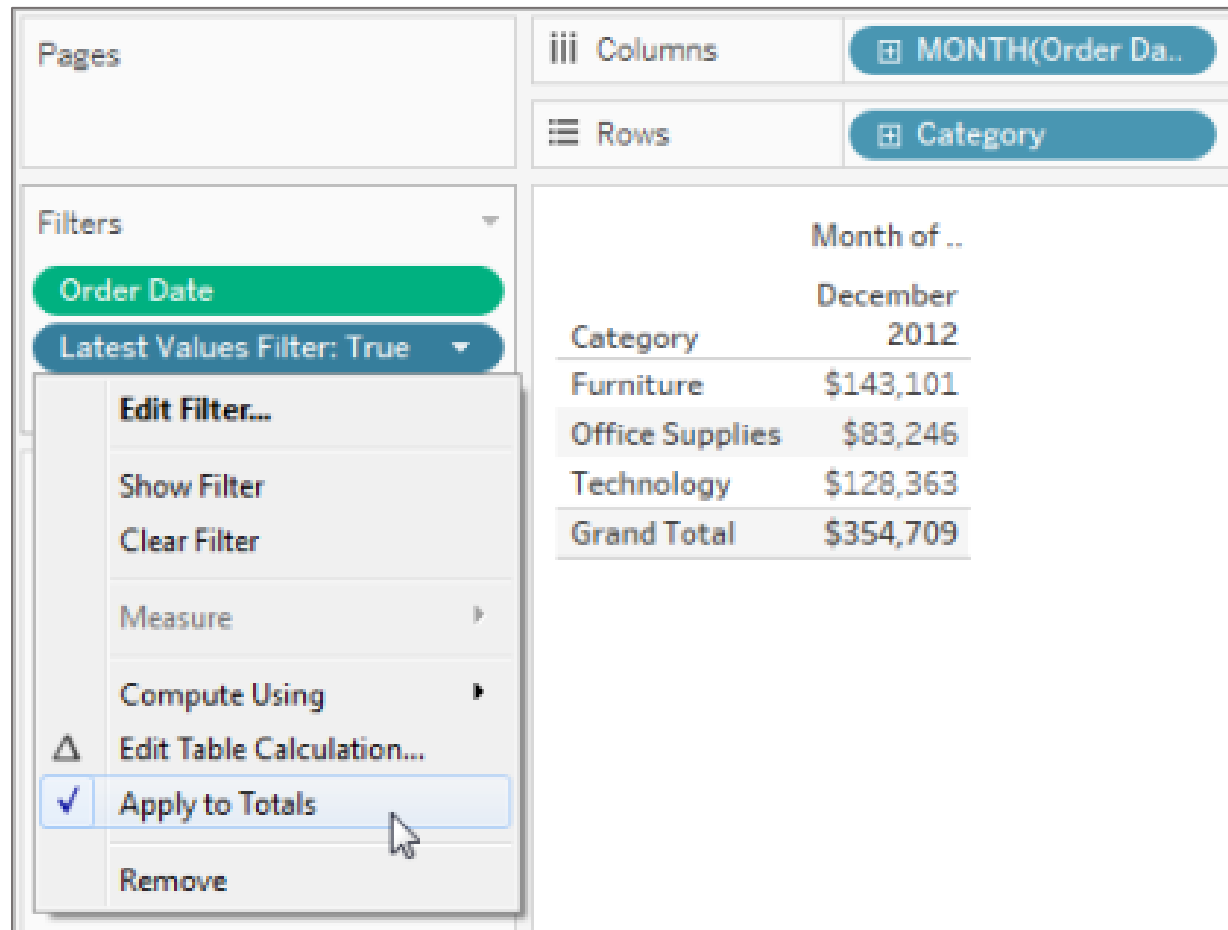 Pages
Columns
MONTH(Order Da..
Rows
Category
Filters
Order Date
Latest Values Filter: True
Edit Filter...
Show Filter
Clear Filter
Measure
Compute Using
Δ Edit Table Calculation...
Apply to Totals
Remove
Month of ..
December
Category 2012
Furniture $143,101
Office Supplies $83,246
Technology $128,363
Grand Total $354,709